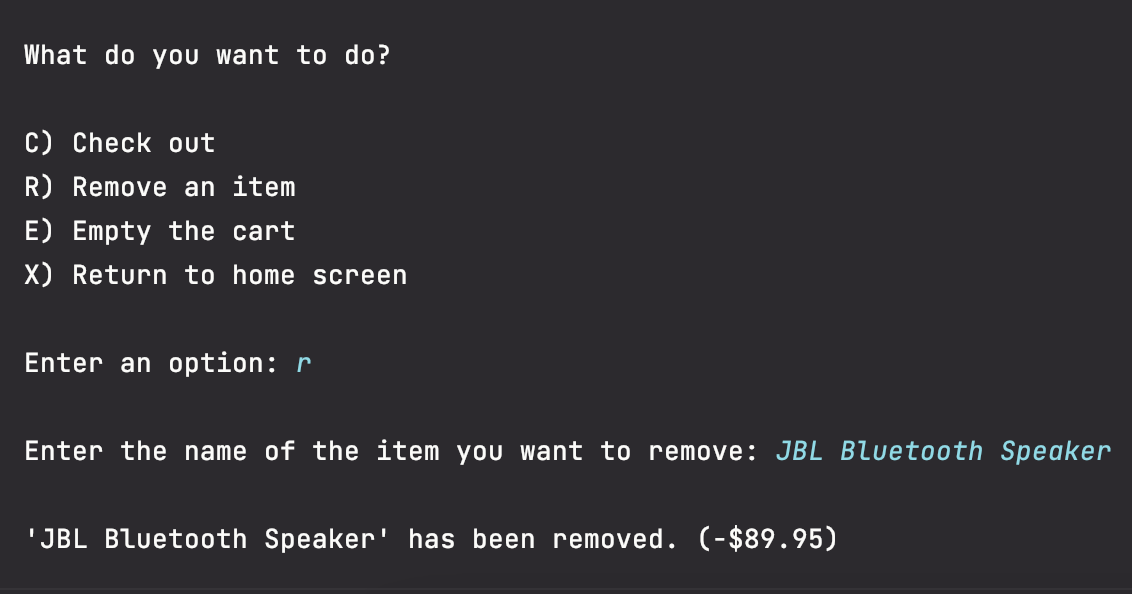 What do you want to do?
C) Check out
R) Remove an item
E) Empty the cart
X) Return to home screen
Enter an option: r
Enter the name of the item you want to remove: JBL Bluetooth Speaker
'JBL Bluetooth Speaker' has been removed. (-$89.95)